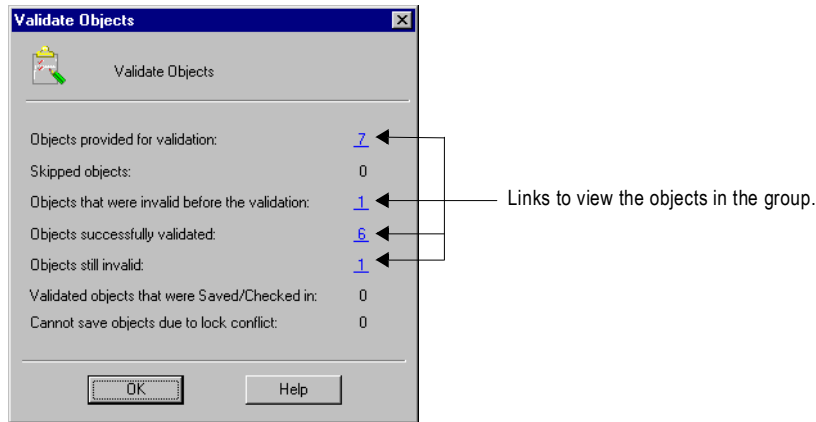 Validate Objects
Validate Objects
Objects provided for validation: 7
Skipped objects: 0
Objects that were invalid before the validation: 1
Links to view the objects in the group.
Objects successfully validated: 6
Objects still invalid: 1
Validated objects that were Saved/Checked in: 0
Cannot save objects due to lock conflict: 0
OK Help